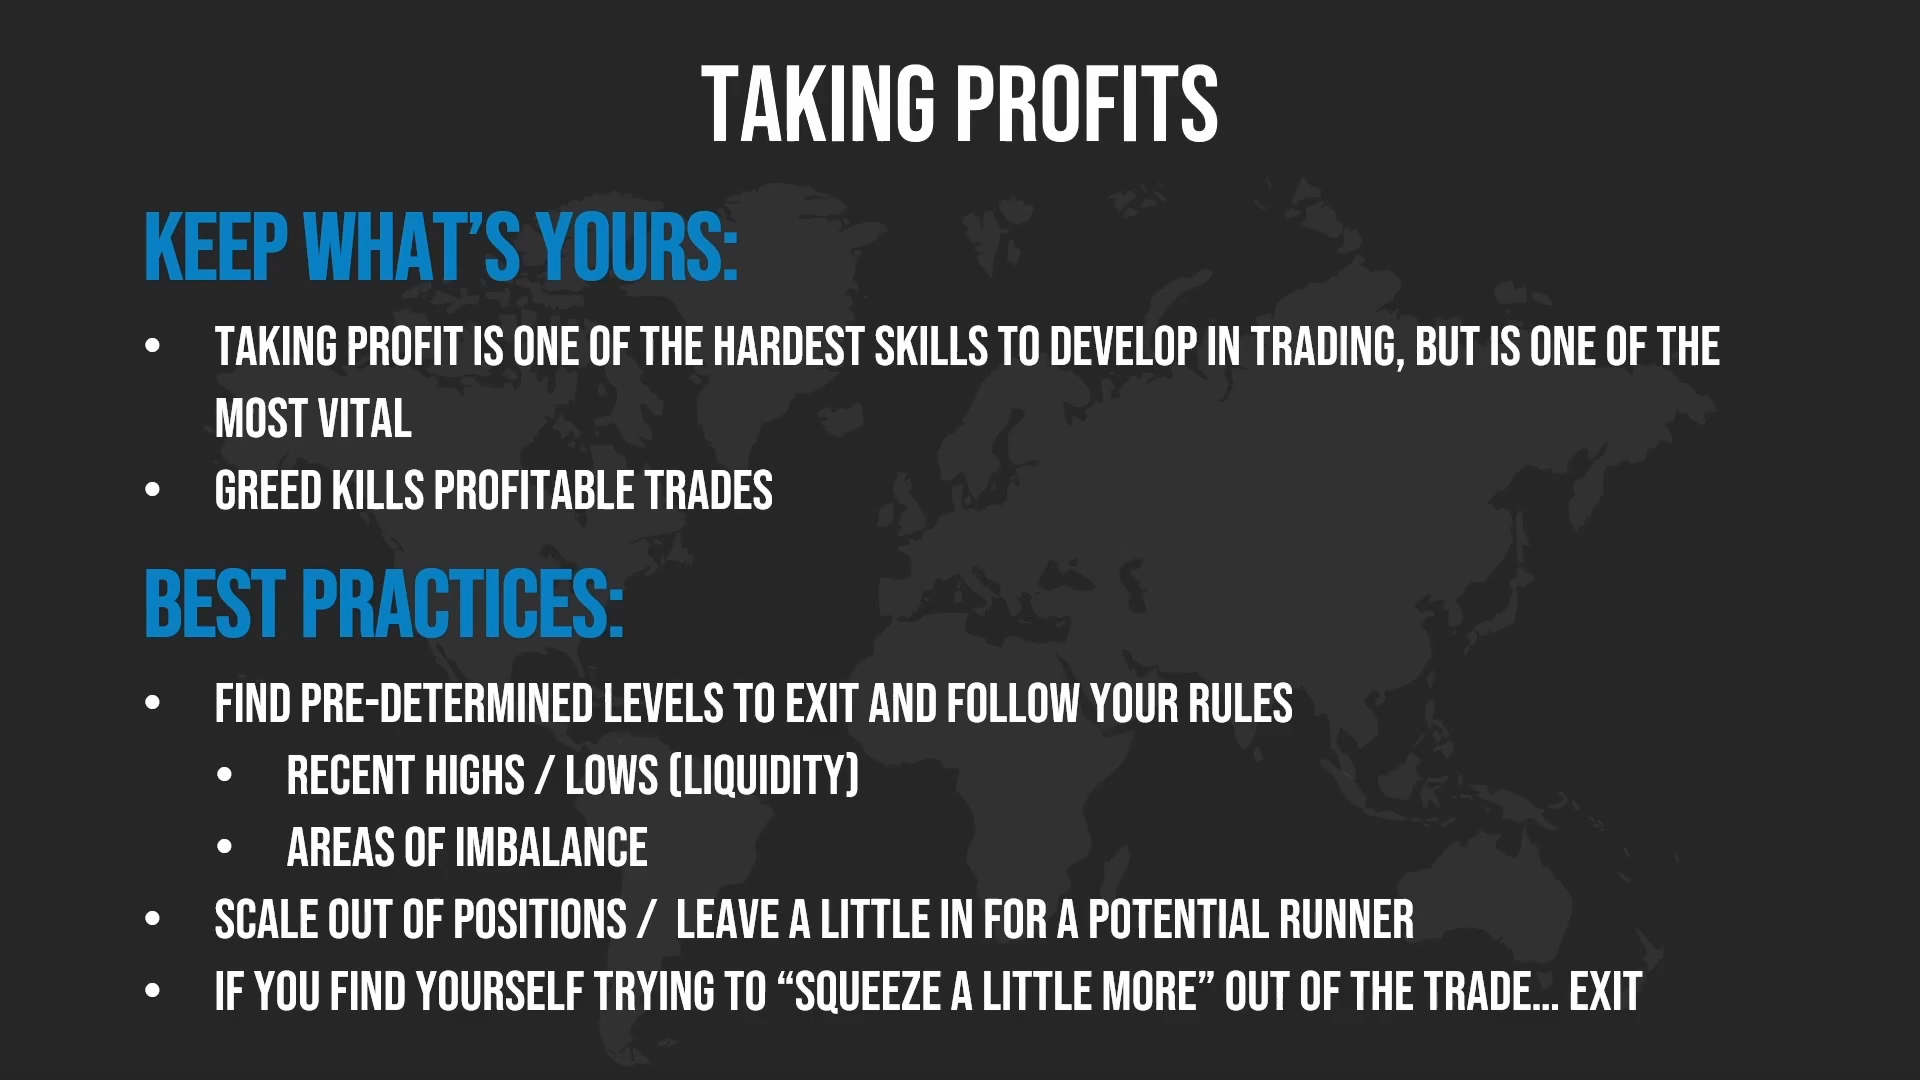 TAKING PROFITS
KEEP WHAT’S YOURS:
• TAKING PROFIT IS ONE OF THE HARDEST SKILLS TO DEVELOP IN TRADING, BUT IS ONE OF THE
MOST VITAL
• GREED KILLS PROFITABLE TRADES
BEST PRACTICES:
• FIND PRE-DETERMINED LEVELS TO EXIT AND FOLLOW YOUR RULES
• RECENT HIGHS / LOWS (LIQUIDITY)
• AREAS OF IMBALANCE
• SCALE OUT OF POSITIONS / LEAVE A LITTLE IN FOR A POTENTIAL RUNNER
• IF YOU FIND YOURSELF TRYING TO “SQUEEZE A LITTLE MORE” OUT OF THE TRADE... EXIT